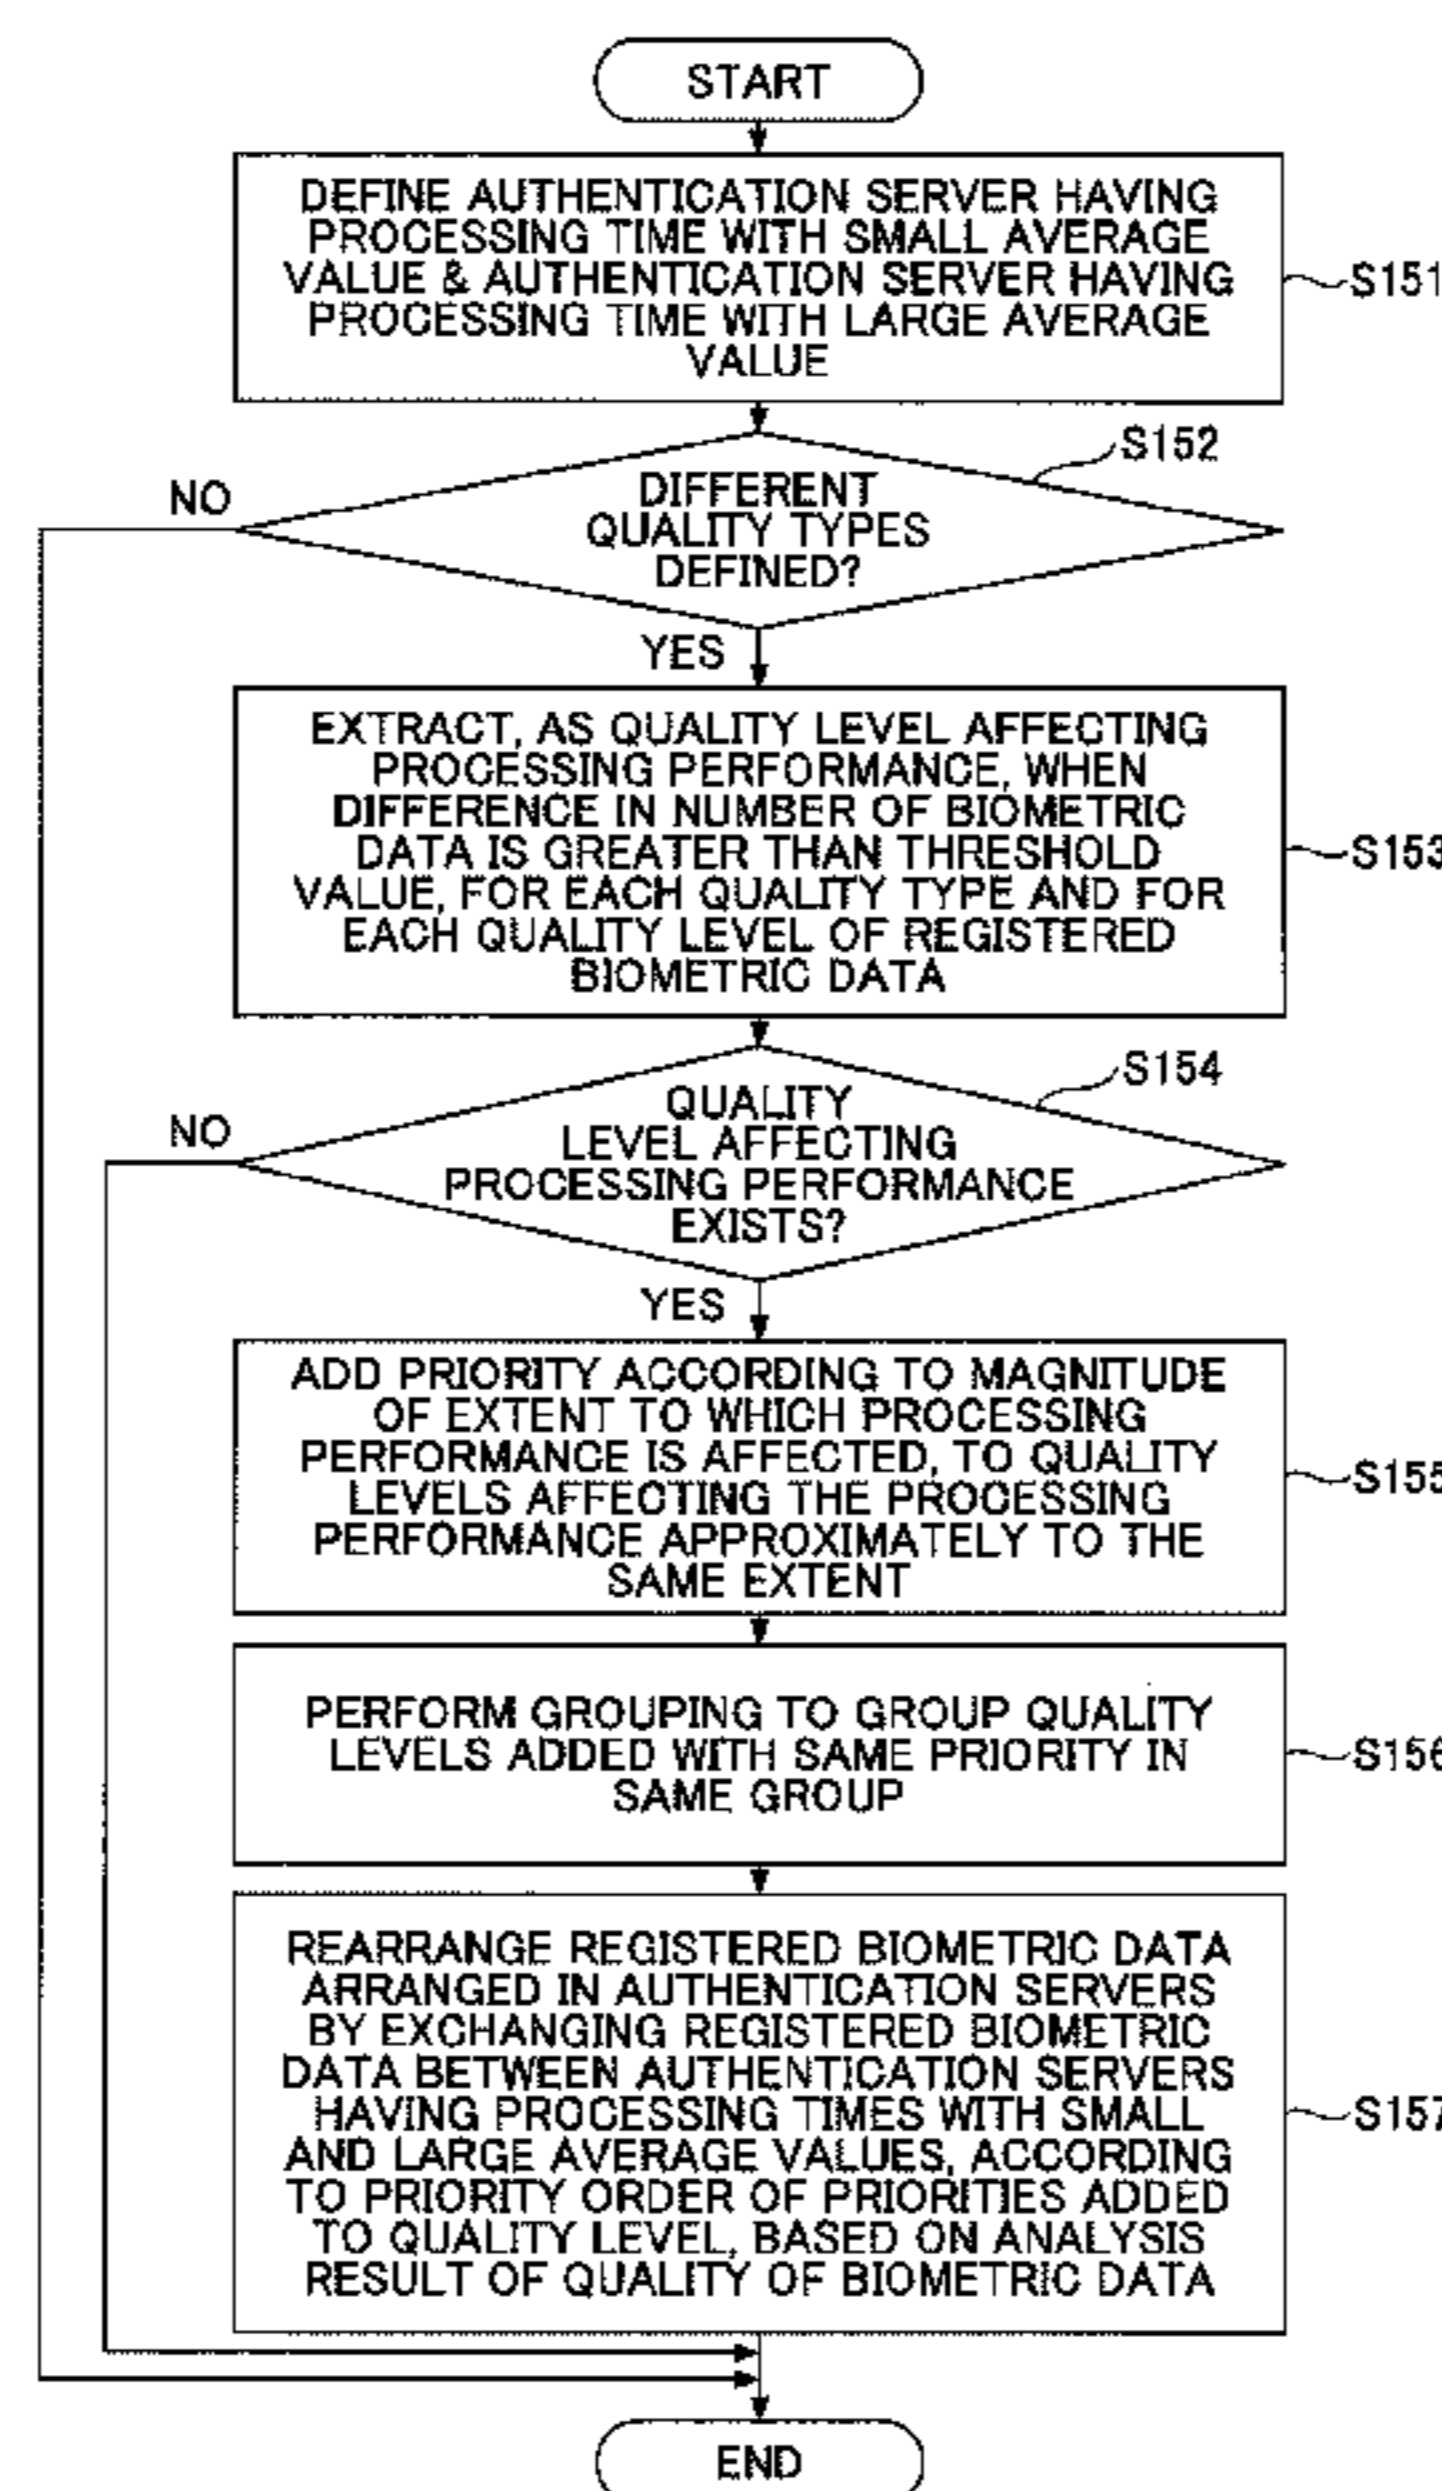 START
DEFINE AUTHENTICATION SERVER HAVING
PROCESSING TIME WITH SMALL AVERAGE
VALUE & AUTHENTICATION SERVER HAVING
PROCESSING TIME WITH LARGE AVERAGE
VALUE
S151
S152
NO
DIFFERENT
QUALITY TYPES
DEFINED?
YES
EXTRACT, AS QUALITY LEVEL AFFECTING
PROCESSING PERFORMANCE, WHEN
DIFFERENCE IN NUMBER OF BIOMETRIC
DATA IS GREATER THAN THRESHOLD
VALUE, FOR EACH QUALITY TYPE AND FOR
EACH QUALITY LEVEL OF REGISTERED
BIOMETRIC DATA
S153
S154
NO
QUALITY
LEVEL AFFECTING
PROCESSING PERFORMANCE
EXISTS?
YES
ADD PRIORITY ACCORDING TO MAGNITUDE
OF EXTENT TO WHICH PROCESSING
PERFORMANCE IS AFFECTED, TO QUALITY
LEVELS AFFECTING THE PROCESSING
PERFORMANCE APPROXIMATELY TO THE
SAME EXTENT
S155
PERFORM GROUPING TO GROUP QUALITY
LEVELS ADDED WITH SAME PRIORITY IN
SAME GROUP
S156
REARRANGE REGISTERED BIOMETRIC DATA
ARRANGED IN AUTHENTICATION SERVERS
BY EXCHANGING REGISTERED BIOMETRIC
DATA BETWEEN AUTHENTICATION SERVERS
HAVING PROCESSING TIMES WITH SMALL
AND LARGE AVERAGE VALUES, ACCORDING
TO PRIORITY ORDER OF PRIORITIES ADDED
TO QUALITY LEVEL, BASED ON ANALYSIS
RESULT OF QUALITY OF BIOMETRIC DATA
S157
END